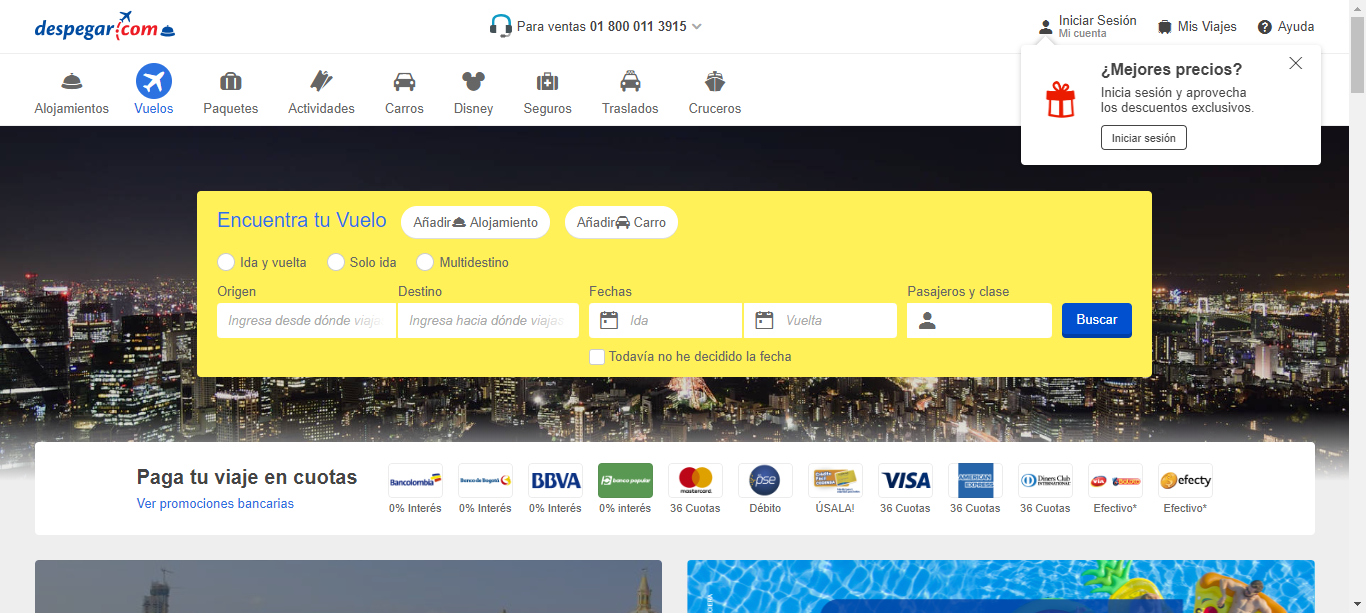 despegar.com
Para ventas 01 800 011 3915
Iniciar Sesión
Mi cuenta
Mis Viajes
Ayuda
¿Mejores precios?
Inicia sesión y aprovecha
los descuentos exclusivos.
Iniciar sesión
Alojamientos
Vuelos
Paquetes
Actividades
Carros
Disney
Seguros
Traslados
Cruceros
Encuentra tu Vuelo
Añadir Alojamiento
Añadir Carro
Ida y vuelta
Solo ida
Multidestino
Origen
Destino
Fechas
Pasajeros y clase
Ingresa desde dónde viaja
Ingresa hacia dónde viajas
Ida
Vuelta
Buscar
Todavía no he decidido la fecha
Paga tu viaje en cuotas
Ver promociones bancarias
Bancolombia
0% Interés
Banco de Bogotá
0% Interés
BBVA
0% Interés
banco popular
0% interés
mastercard
36 Cuotas
pse
Débito
ÚSALA!
VISA
36 Cuotas
AMERICAN EXPRESS
36 Cuotas
Diners Club
INTERNATIONAL
36 Cuotas
via BALOTO
Efectivo*
efecty
Efectivo*